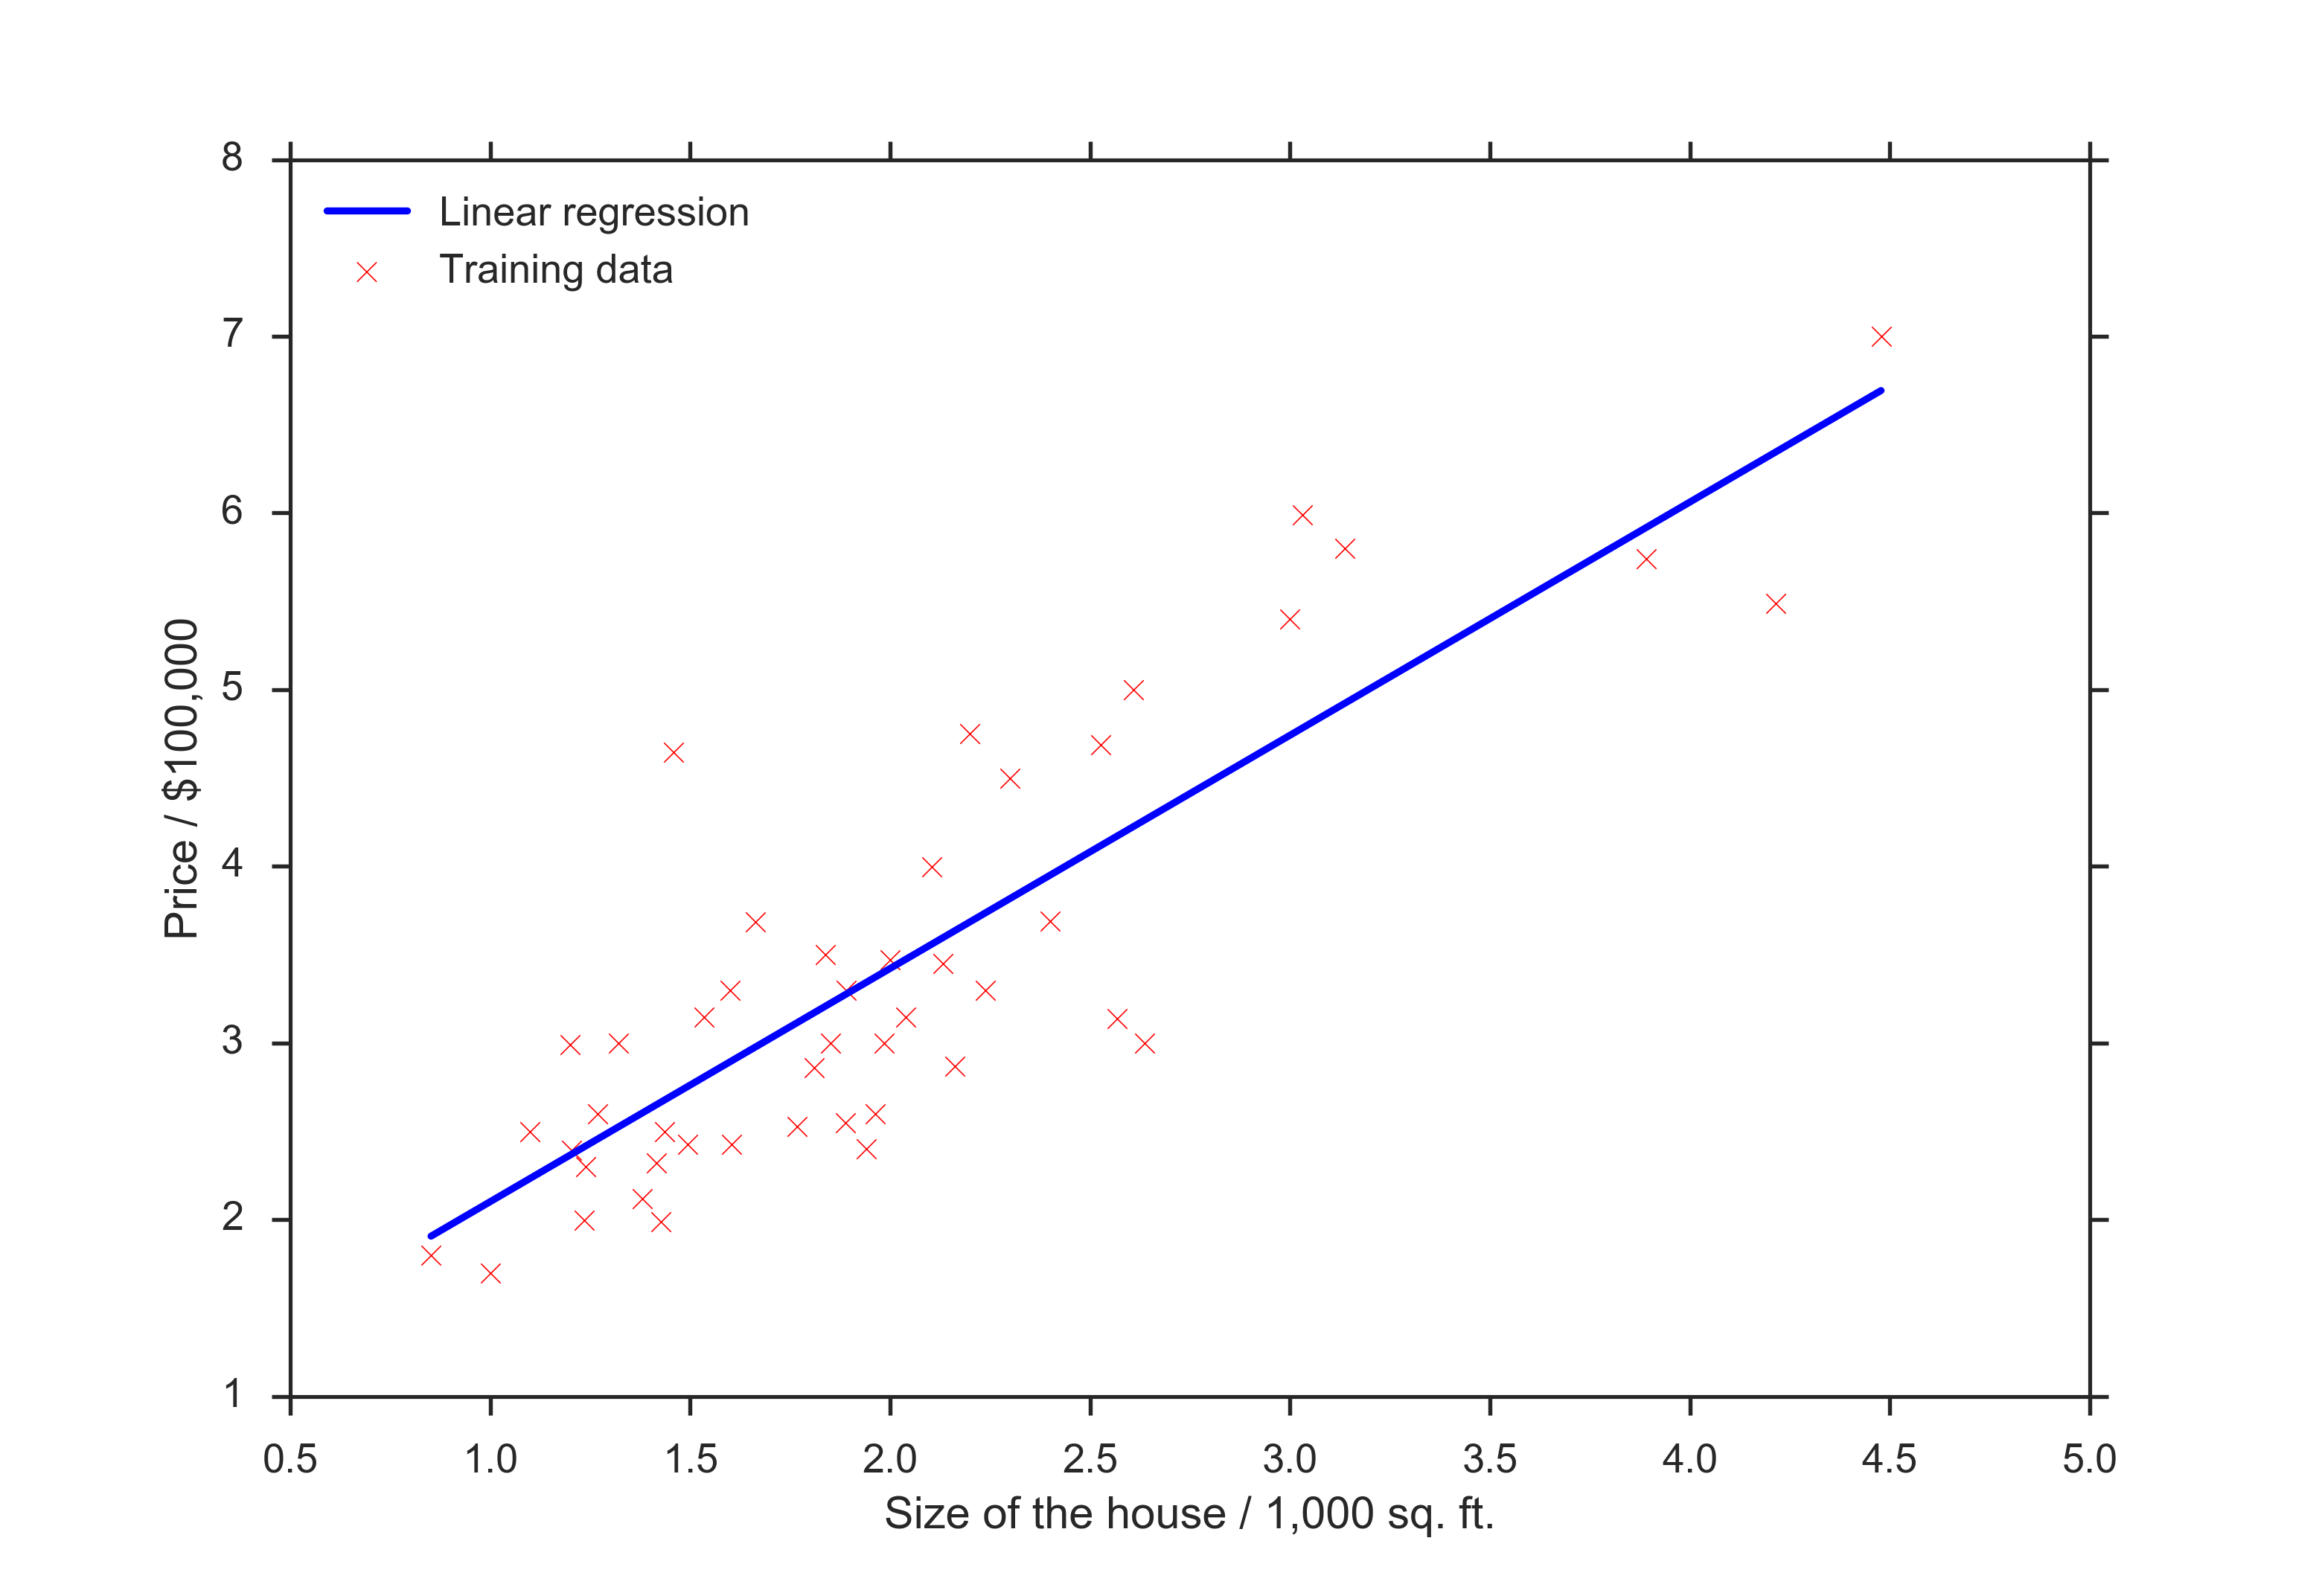 8
Linear regression
Training data
7
6
5
4
3
2
1
Price / $100,000
0.5 1.0 1.5 2.0 2.5 3.0 3.5 4.0 4.5 5.0
Size of the house / 1,000 sq. ft.